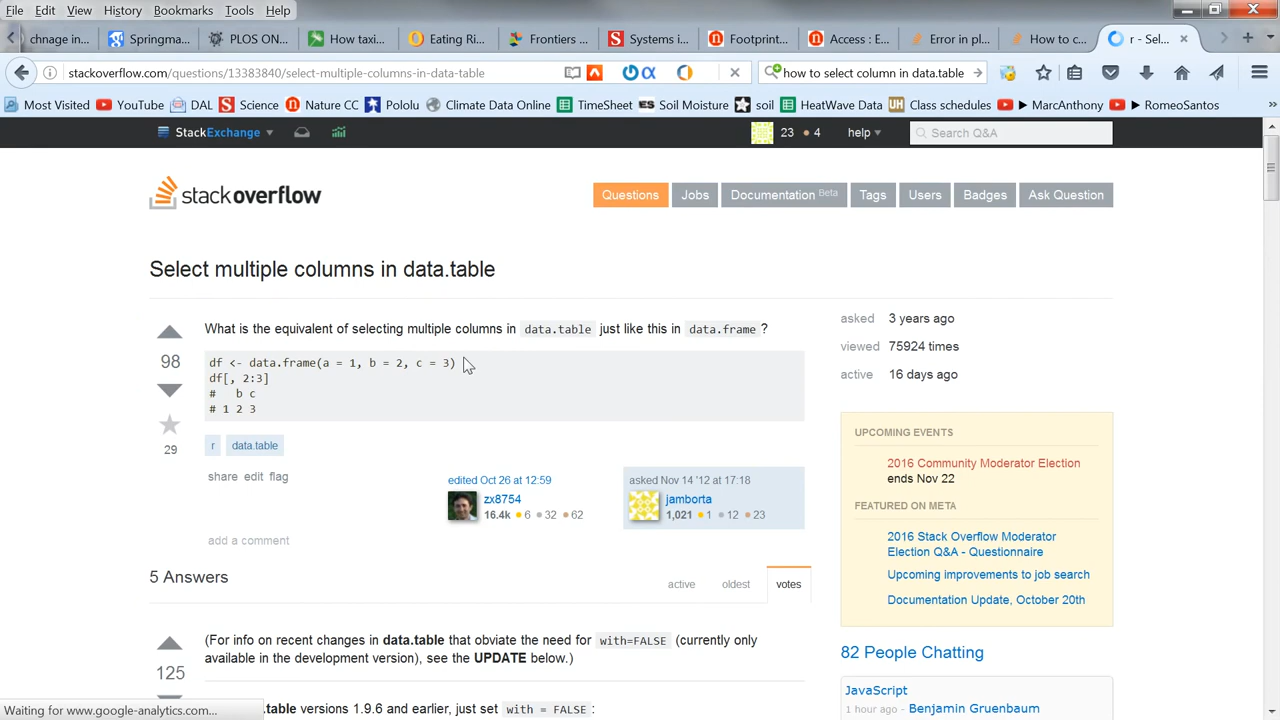 File Edit View History Bookmarks Tools Help
chnage in... Springma... PLOS ON... How taxi... Eating Ri... Frontiers ... Systems i... Footprint... Access : E... Error in pl... How to c... r - Sel...
stackoverflow.com/questions/13383840/select-multiple-columns-in-data-table how to select column in data.table
Most Visited YouTube DAL Science Nature CC Pololu Climate Data Online TimeSheet Soil Moisture soil HeatWave Data Class schedules MarcAnthony RomeoSantos
StackExchange 23 4 help Search Q&A
stackoverflow Questions Jobs Documentation Beta Tags Users Badges Ask Question
Select multiple columns in data.table
What is the equivalent of selecting multiple columns in data.table just like this in data.frame ?
98
df <- data.frame(a = 1, b = 2, c = 3)
df[, 2:3]
# b c
# 1 2 3
29
r data.table
share edit flag
edited Oct 26 at 12:59
zx8754
16.4k 6 32 62
asked Nov 14 '12 at 17:18
jamborta
1,021 1 12 23
add a comment
5 Answers active oldest votes
125
(For info on recent changes in data.table that obviate the need for with=FALSE (currently only
available in the development version), see the UPDATE below.)
table versions 1.9.6 and earlier, just set with = FALSE:
asked 3 years ago
viewed 75924 times
active 16 days ago
UPCOMING EVENTS
2016 Community Moderator Election
ends Nov 22
FEATURED ON META
2016 Stack Overflow Moderator
Election Q&A - Questionnaire
Upcoming improvements to job search
Documentation Update, October 20th
82 People Chatting
JavaScript
1 hour ago - Benjamin Gruenbaum
Waiting for www.google-analytics.com...